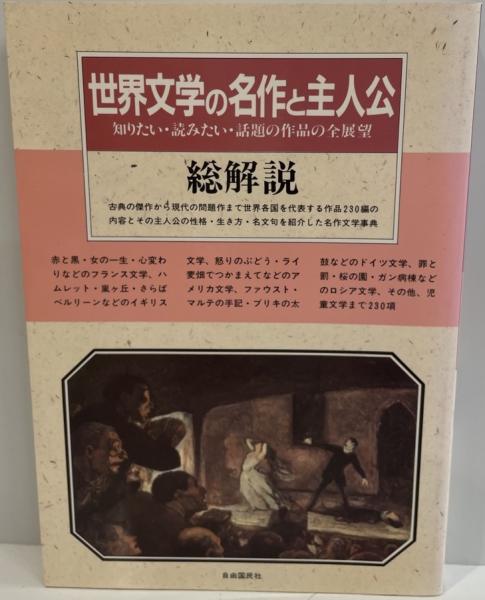 世界文学の名作と主人公
知りたい・読みたい・話題の作品の全展望
総解説
古典の傑作から現代の問題作まで世界各国を代表する作品230編の
内容とその主人公の性格・生き方・名文句を紹介した名作文学事典
赤と黒・女の一生・心変わ
りなどのフランス文学、ハ
ムレット・嵐ヶ丘・さらば
ベルリーンなどのイギリス
文学、怒りのぶどう・ライ
麦畑でつかまえてなどのア
メリカ文学、ファウスト・
マルテの手記・ブリキの太
鼓などのドイツ文学、罪と
罰・桜の園・ガン病棟など
のロシア文学、その他、児
童文学まで230項
自由国民社